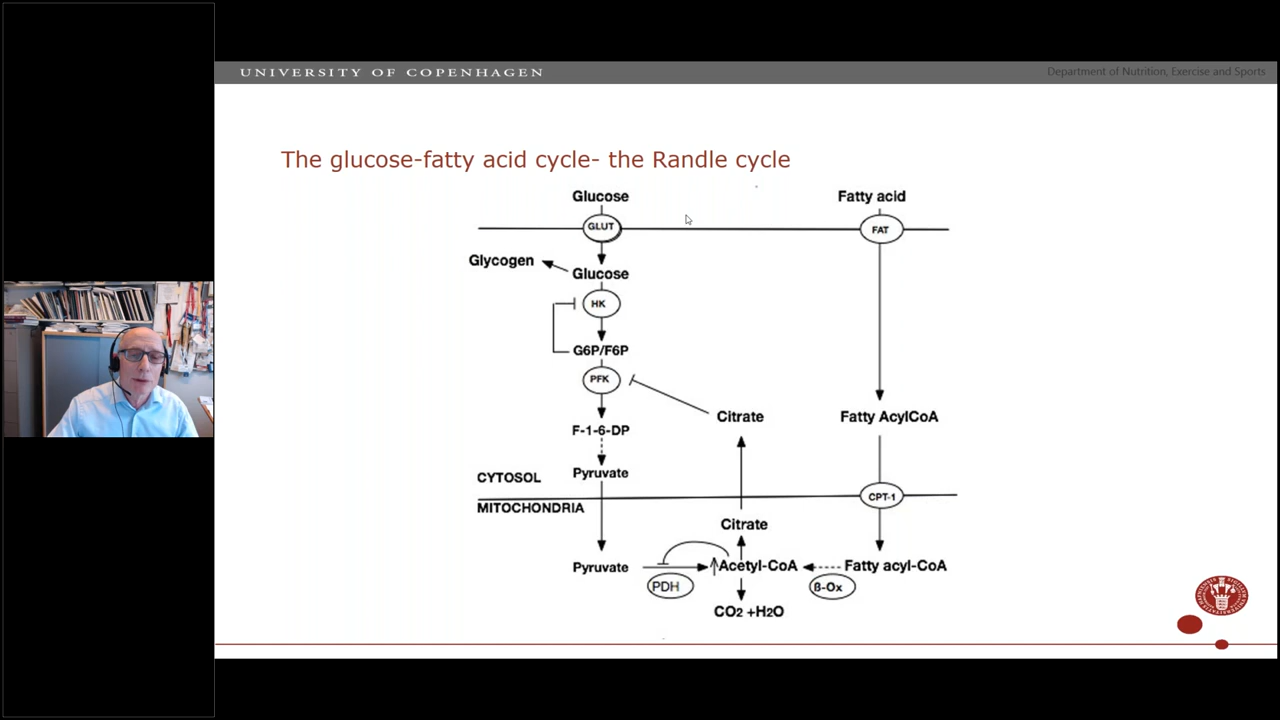 UNIVERSITY OF COPENHAGEN
Department of Nutrition, Exercise and Sports
The glucose-fatty acid cycle- the Randle cycle
Glucose
Fatty acid
GLUT
FAT
Glycogen
Glucose
HK
G6P/F6P
PFK
Citrate
Fatty AcylCoA
F-1-6-DP
Pyruvate
CYTOSOL
MITOCHONDRIA
CPT-1
Citrate
Pyruvate
Acetyl-CoA
Fatty acyl-CoA
PDH
ß-Ox
CO2 +H2O